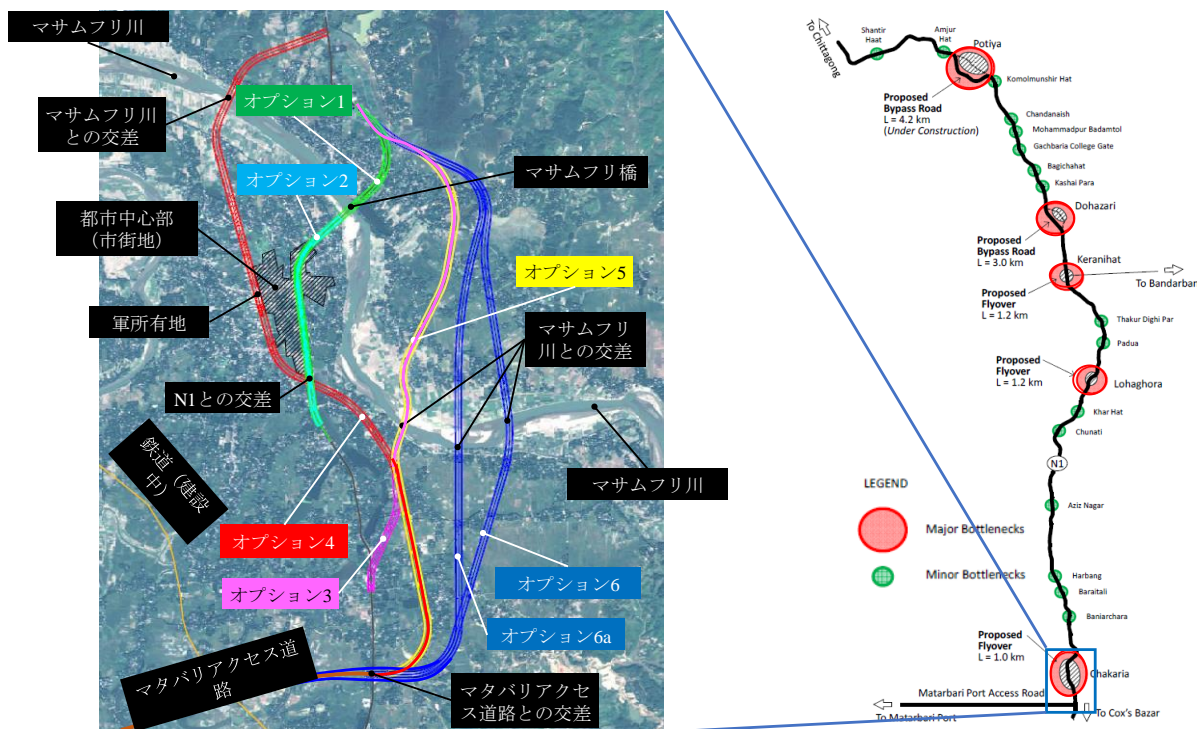 マサムフリ川
マサムフリ川
との交差
オプション1
オプション2
マサムフリ橋
都市中心部
（市街地）
オプション5
軍所有地
マサムフリ
川との交差
N1との交差
鉄道（建設
中）
マサムフリ川
オプション4
オプション3
オプション6
オプション6a
マタバリアクセス道
路
マタバリアクセ
ス道路との交差
To Chittagong
Shantir
Haat
Amjur
Hat
Potiya
Komolmunshir Hat
Proposed
Bypass Road
L = 4.2 km
(Under Construction)
Chandanaish
Mohammadpur Badamtol
Gachbaria College Gate
Bagichahat
Kashai Para
Dohazari
Proposed
Bypass Road
L = 3.0 km
Keranihat
To Bandarban
Proposed
Flyover
L = 1.2 km
Thakur Dighi Par
Padua
Proposed
Flyover
L = 1.2 km
Lohaghora
Khar Hat
Chunati
N1
LEGEND
Major Bottlenecks
Minor Bottlenecks
Aziz Nagar
Harbang
Baraitali
Baniarchara
Proposed
Flyover
L = 1.0 km
Chakaria
Matarbari Port Access Road
To Matarbari Port
To Cox's Bazar